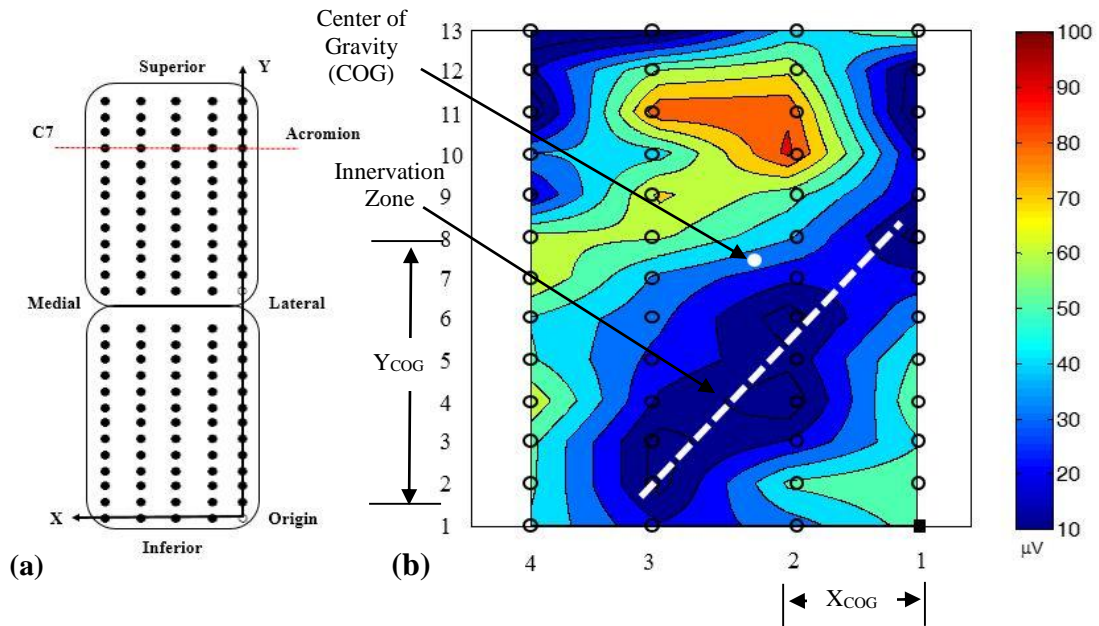 Superior
Y
C7
Acromion
Medial
Lateral
X
Origin
Inferior
(a)
Center of
Gravity
(COG)
Innervation
Zone
Y_COG
13
12
11
10
9
8
7
6
5
4
3
2
1
4 3 2 1
(b)
X_COG
100
90
80
70
60
50
40
30
20
10
μV